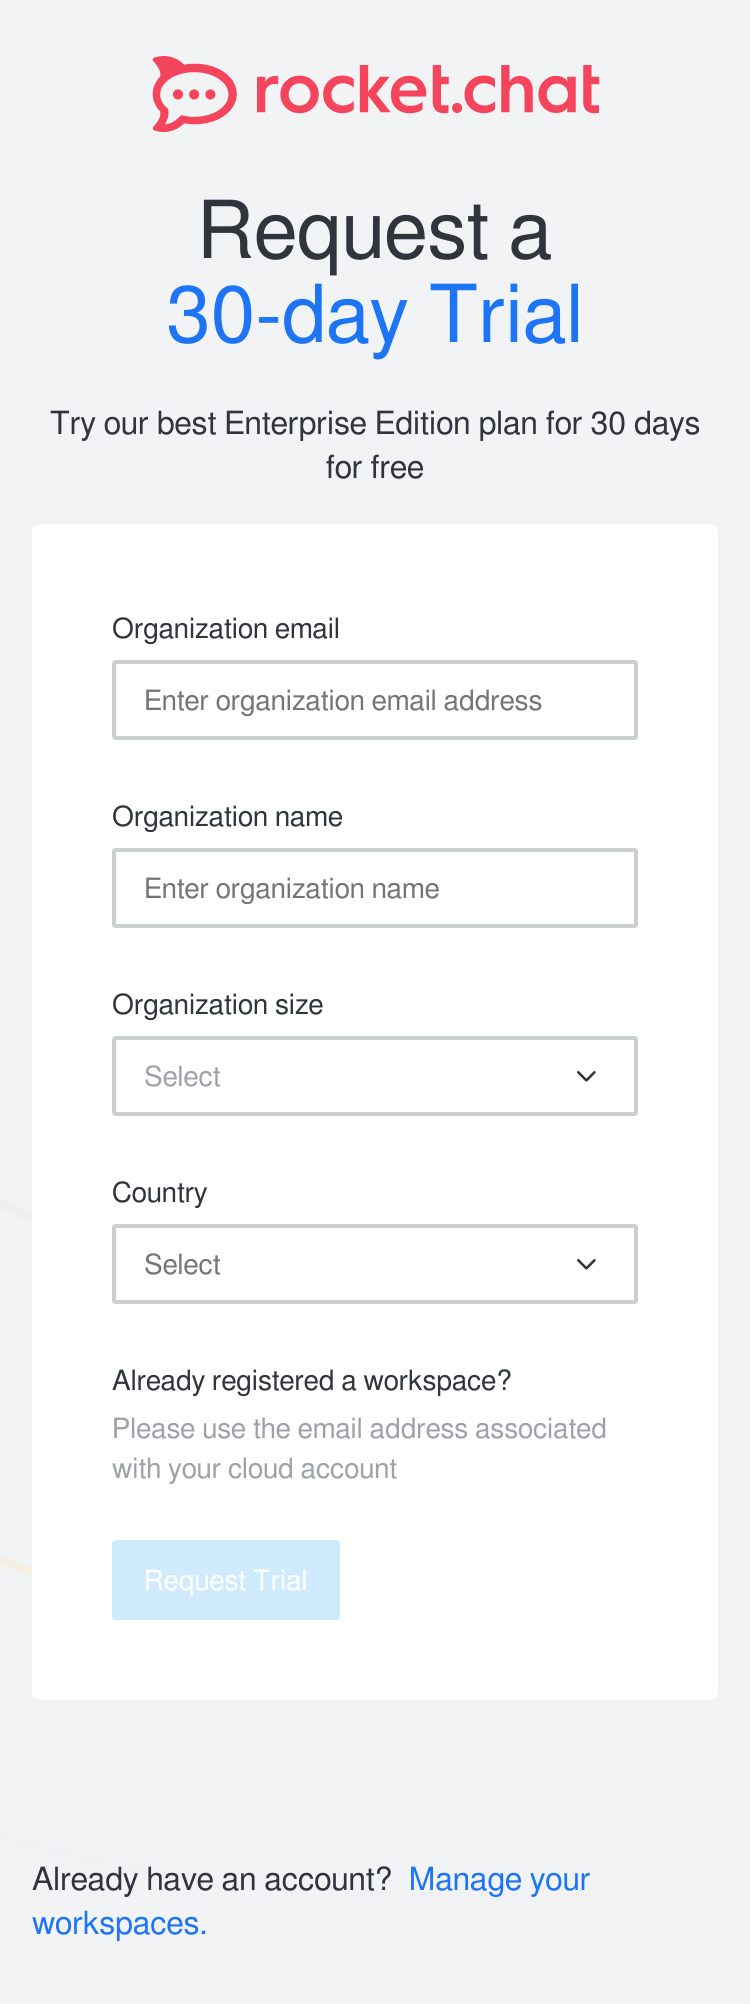 rocket.chat
Request a
30-day Trial
Try our best Enterprise Edition plan for 30 days
for free
Organization email
Enter organization email address
Organization name
Enter organization name
Organization size
Select
Country
Select
Already registered a workspace?
Please use the email address associated
with your cloud account
Request Trial
Already have an account? Manage your
workspaces.